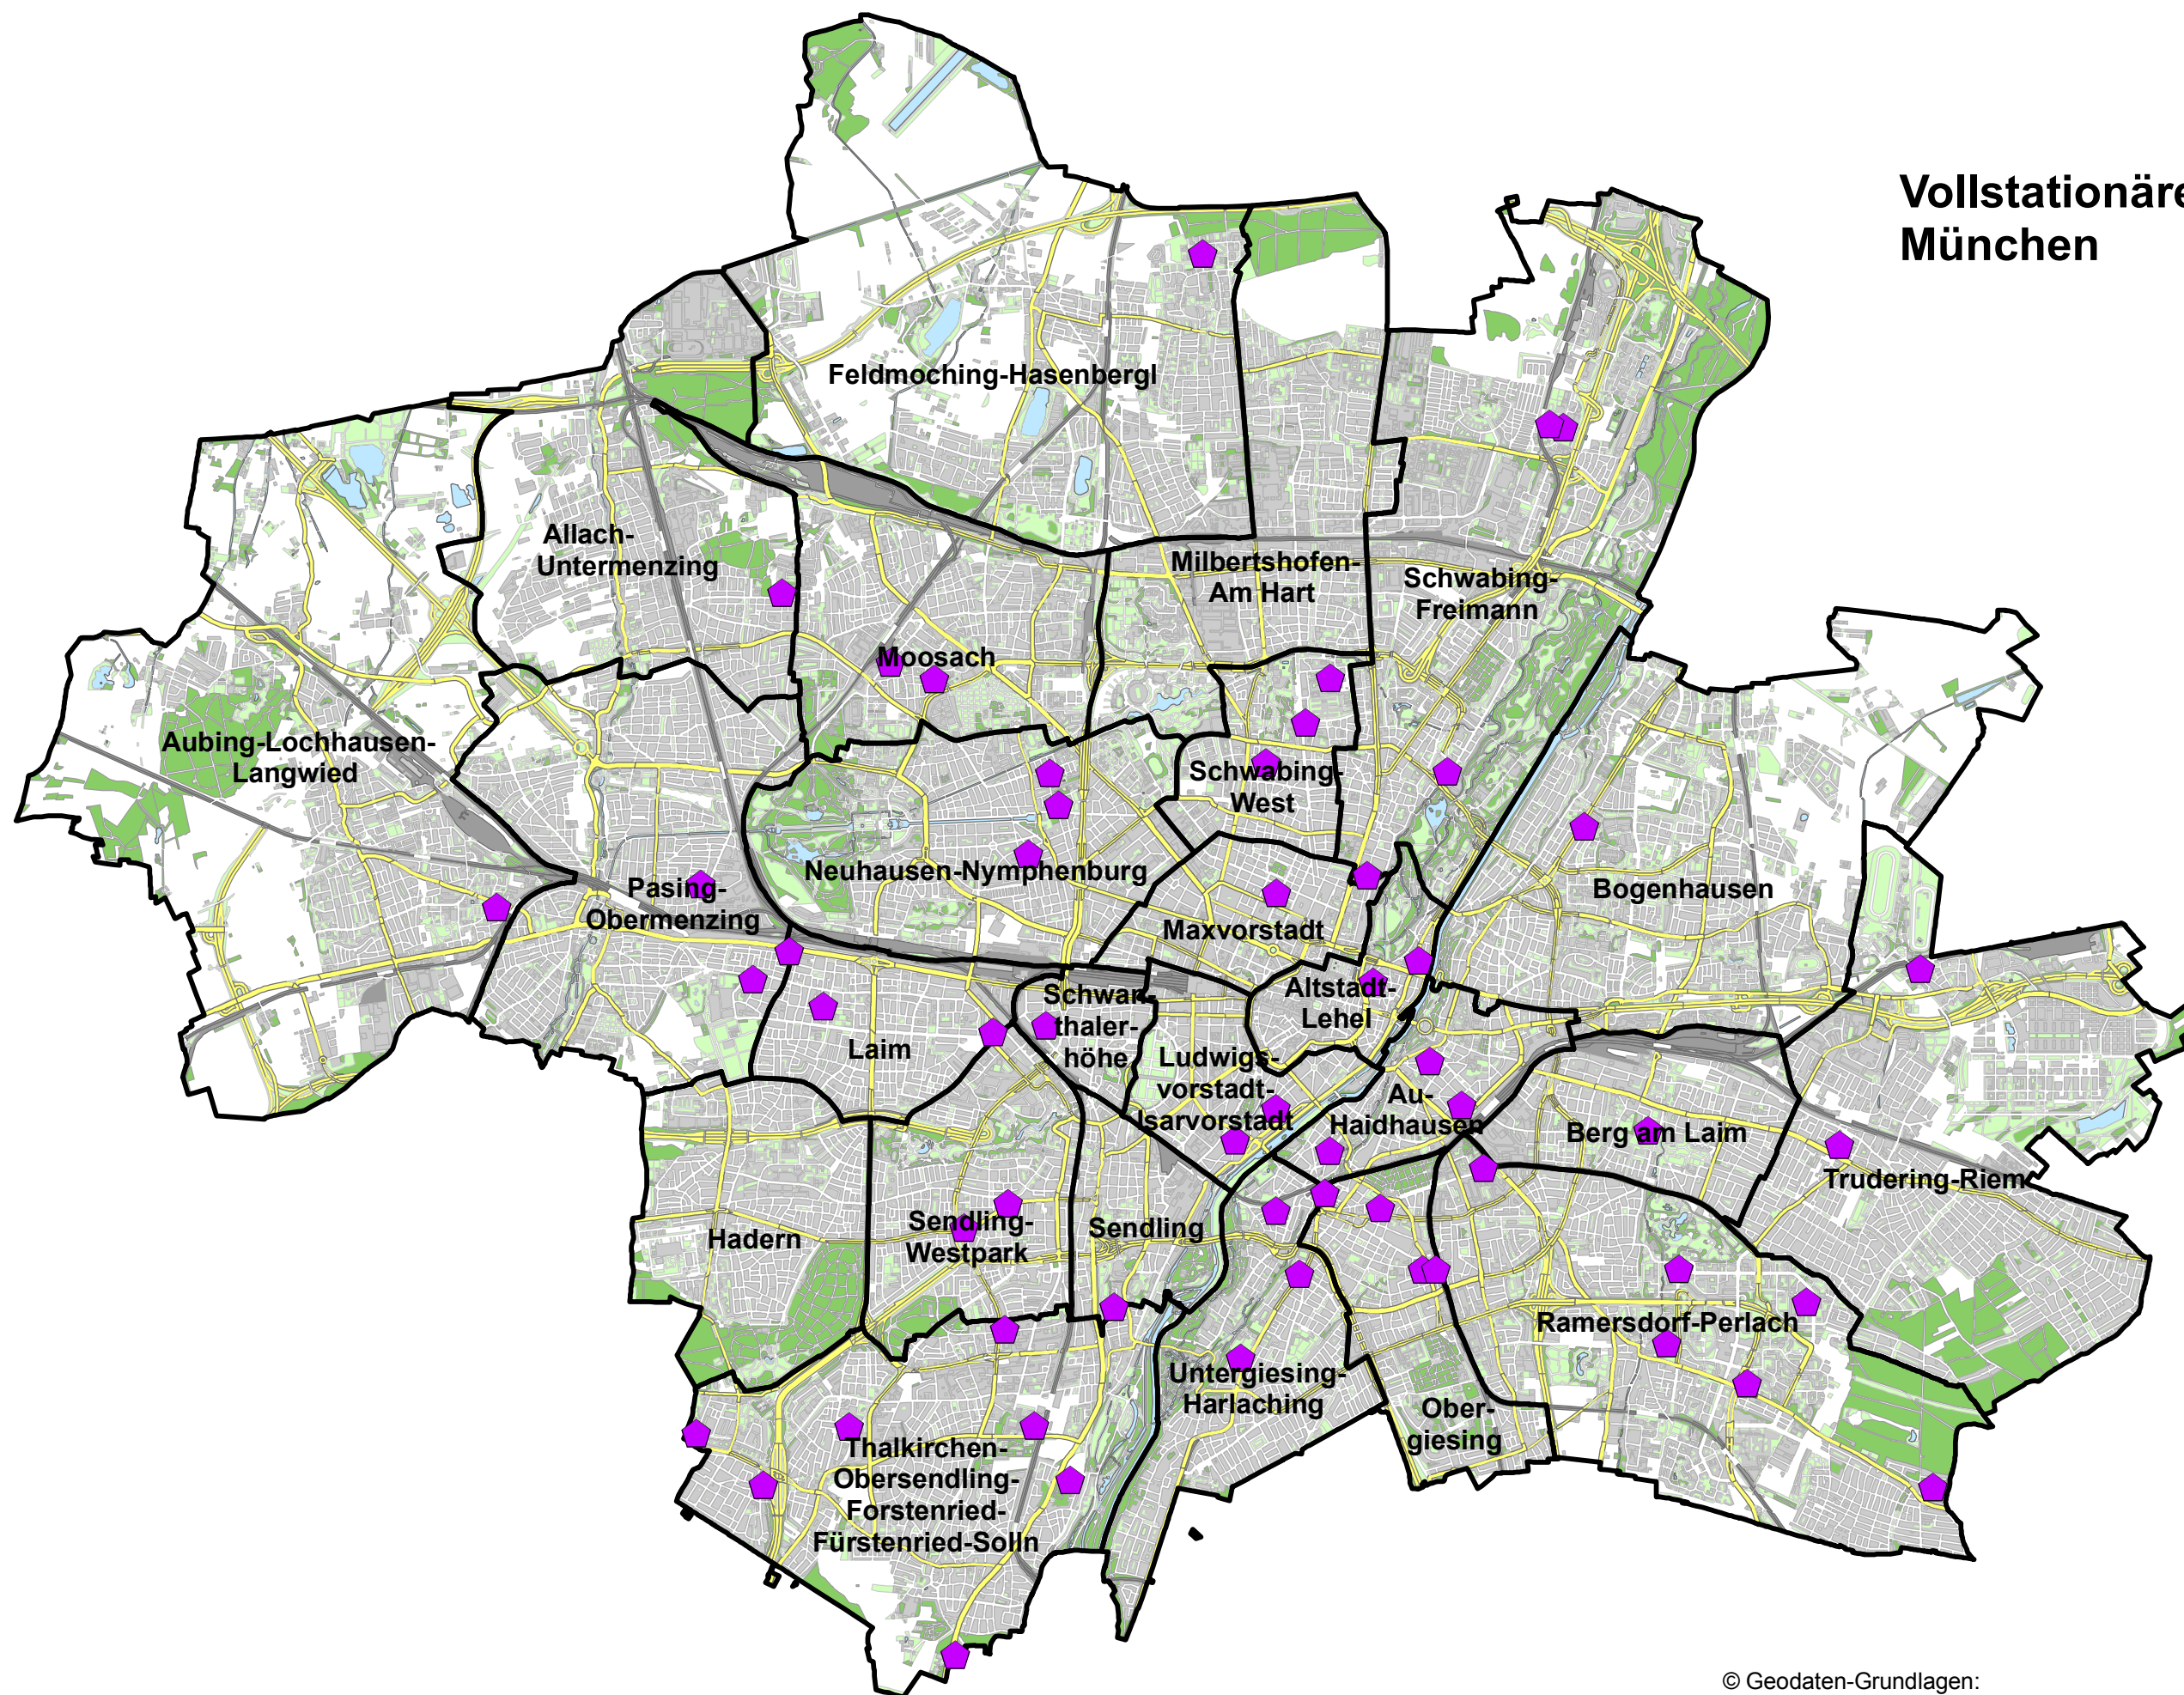 Vollstationäre
München
Feldmoching-Hasenbergl
Allach-
Untermenzing
Milbertshofen-
Am Hart
Schwabing-
Freimann
Moosach
Aubing-Lochhausen-
Langwied
Schwabing-
West
Neuhausen-Nymphenburg
Pasing-
Obermenzing
Bogenhausen
Maxvorstadt
Altstadt-
Lehel
Schwan-
thaler-
höhe
Laim
Ludwigs-
vorstadt-
Isarvorstadt
Au-
Haidhausen
Berg am Laim
Trudering-Riem
Hadern
Sendling-
Westpark
Sendling
Ramersdorf-Perlach
Untergiesing-
Harlaching
Ober-
giesing
Thalkirchen-
Obersendling-
Forstenried-
Fürstenried-Solln
© Geodaten-Grundlagen: